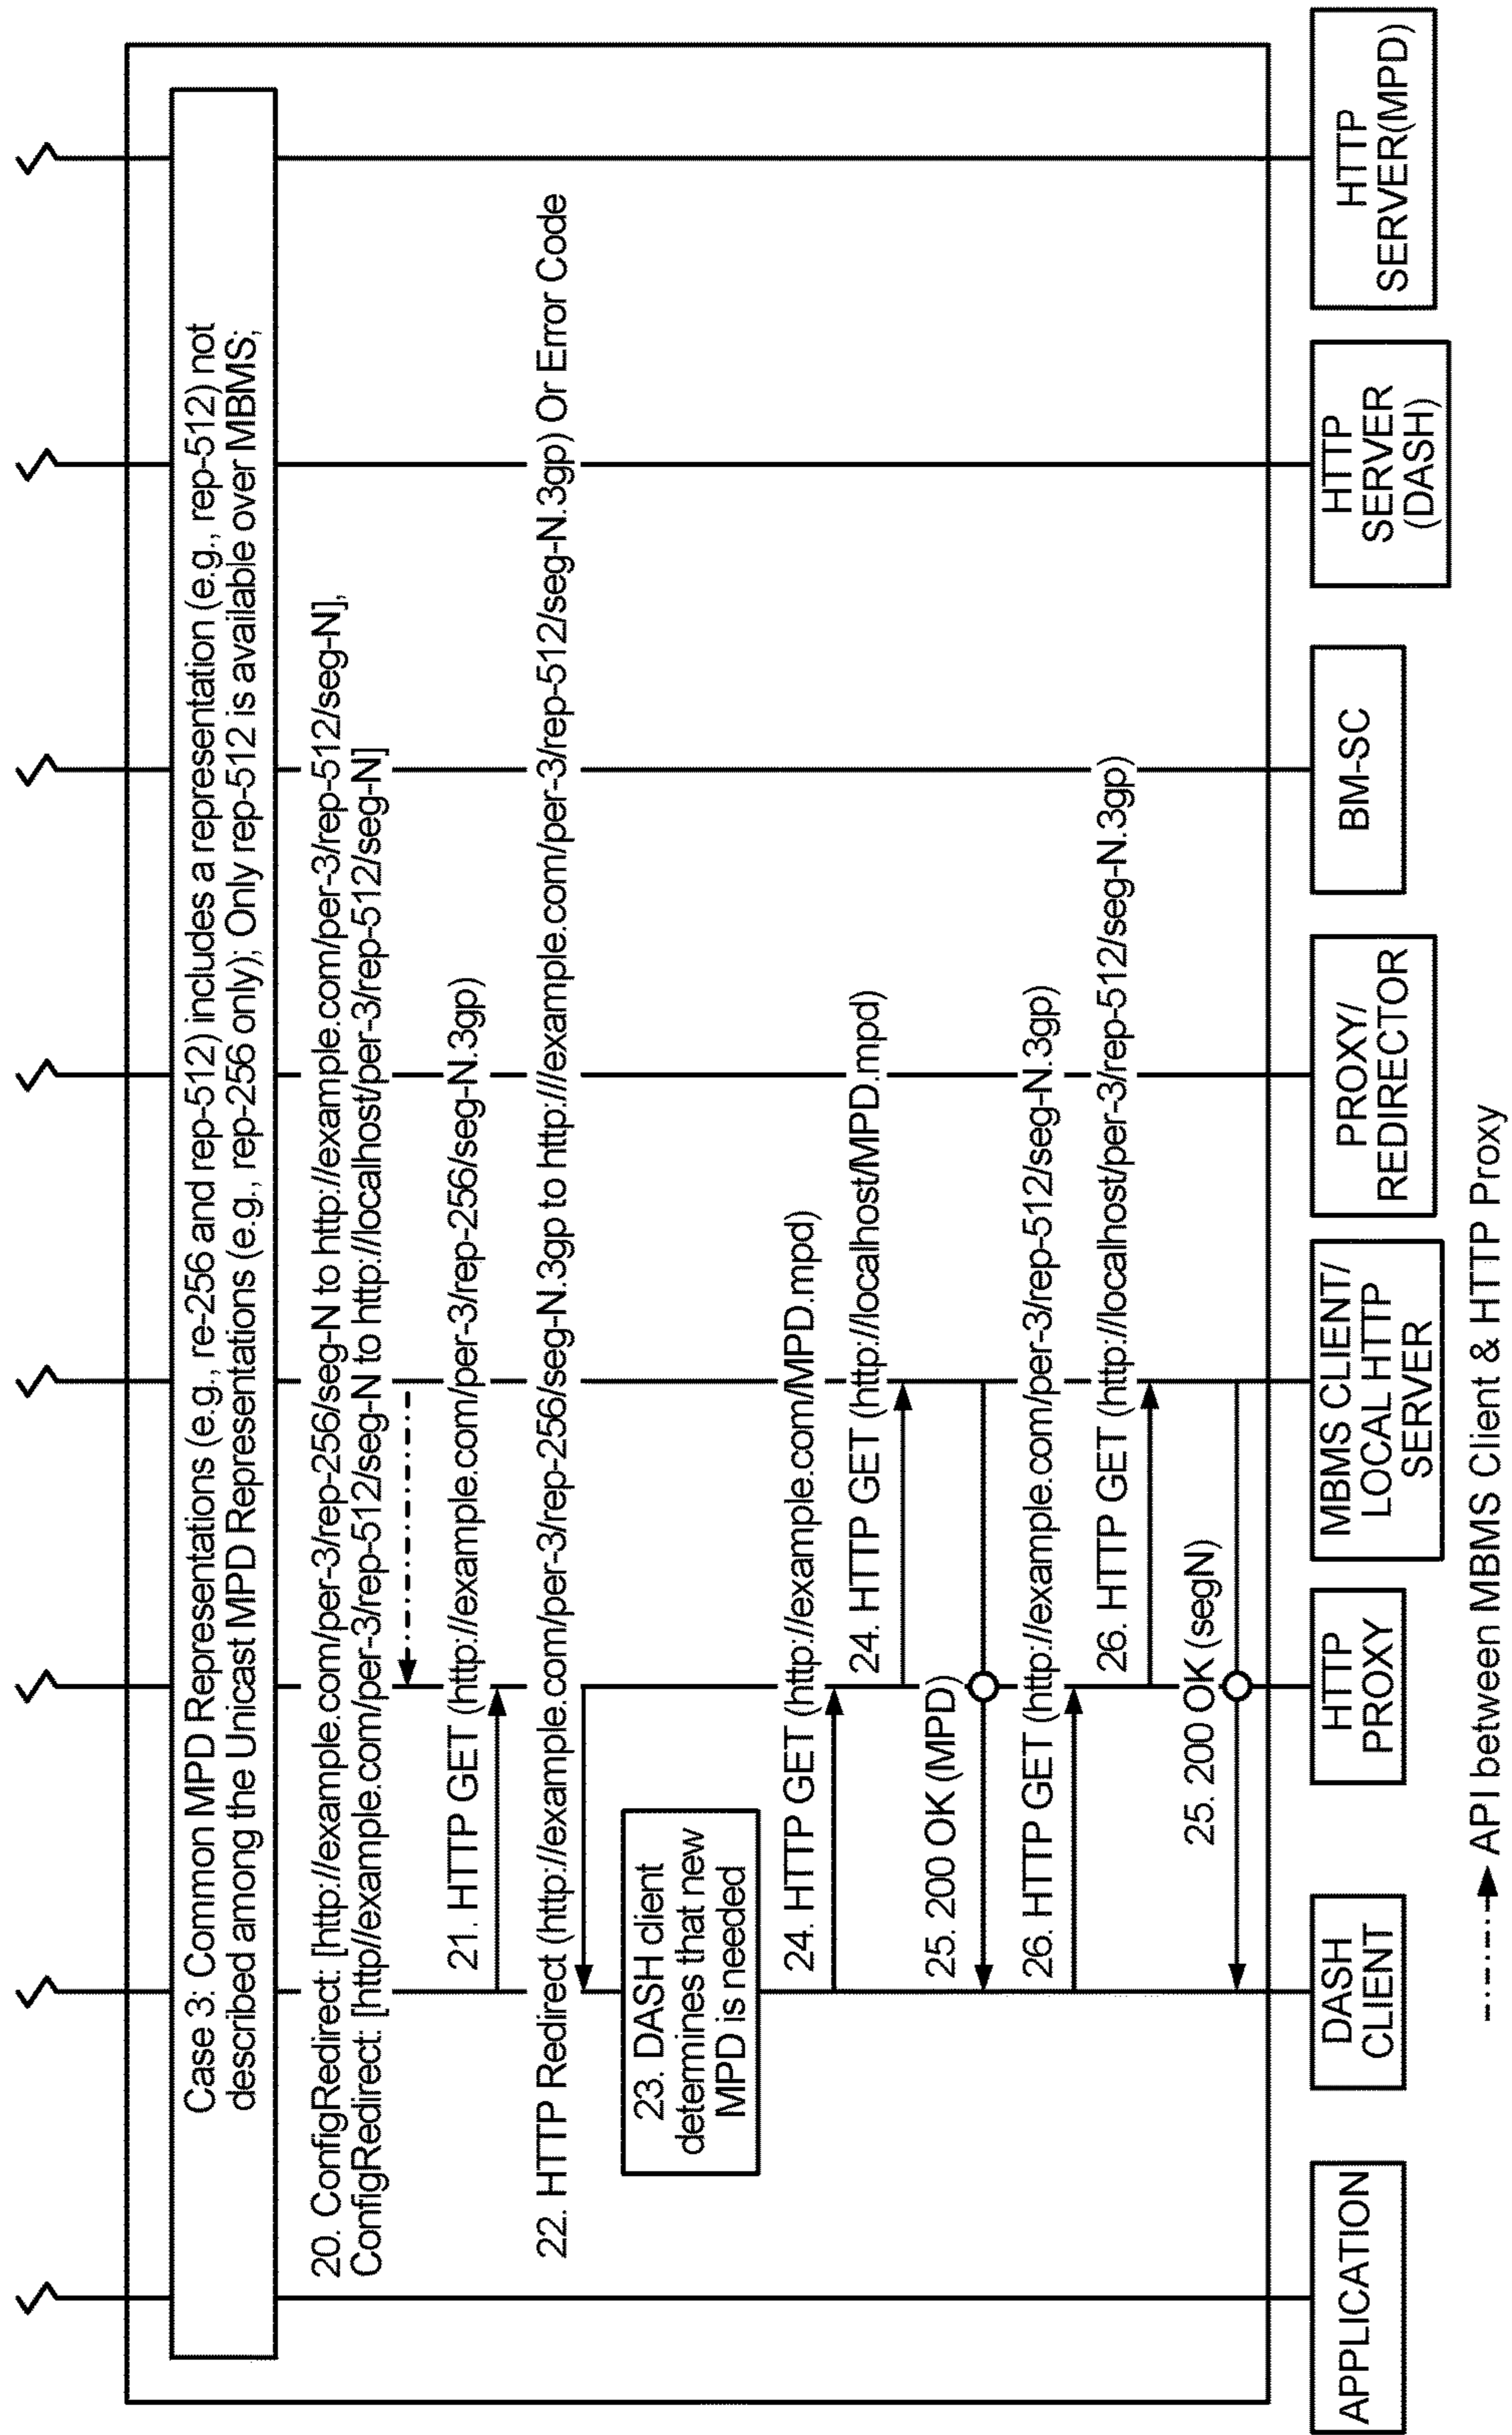 Case 3: Common MPD Representations (e.g., re-256 and rep-512) includes a representation (e.g., rep-512) not
described among the Unicast MPD Representations (e.g., rep-256 only); Only rep-512 is available over MBMS;
20. ConfigRedirect: [http://example.com/per-3/rep-256/seg-N to http://example.com/per-3/rep-512/seg-N],
ConfigRedirect: [http//example.com/per-3/rep-512/seg-N to http://localhost/per-3/rep-512/seg-N]
21. HTTP GET (http://example.com/per-3/rep-256/seg-N.3gp)
22. HTTP Redirect (http://example.com/per-3/rep-256/seg-N.3gp to http:///example.com/per-3/rep-512/seg-N.3gp) Or Error Code
23. DASH client
determines that new
MPD is needed
24. HTTP GET (http://example.com/MPD.mpd)
24. HTTP GET (http://localhost/MPD.mpd)
25. 200 OK (MPD)
26. HTTP GET (http://example.com/per-3/rep-512/seg-N.3gp)
26. HTTP GET (http://localhost/per-3/rep-512/seg-N.3gp)
25. 200 OK (segN)
APPLICATION
DASH
CLIENT
HTTP
PROXY
MBMS CLIENT/
LOCAL HTTP
SERVER
PROXY/
REDIRECTOR
BM-SC
HTTP
SERVER
(DASH)
HTTP
SERVER(MPD)
API between MBMS Client & HTTP Proxy